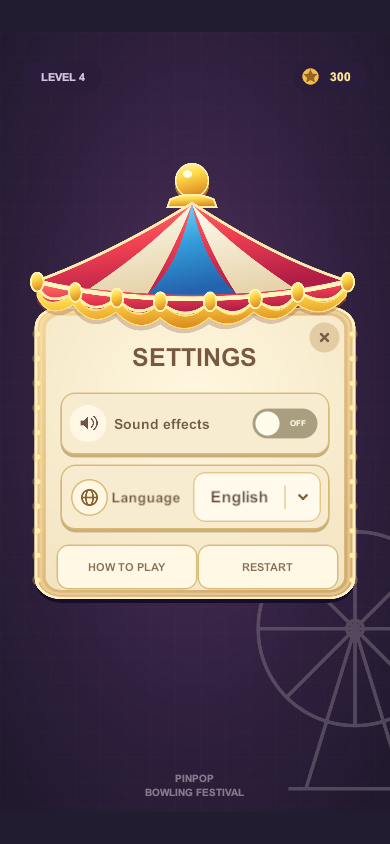 LEVEL 4
300
SETTINGS
Sound effects
OFF
Language
English
HOW TO PLAY
RESTART
PINPOP
BOWLING FESTIVAL